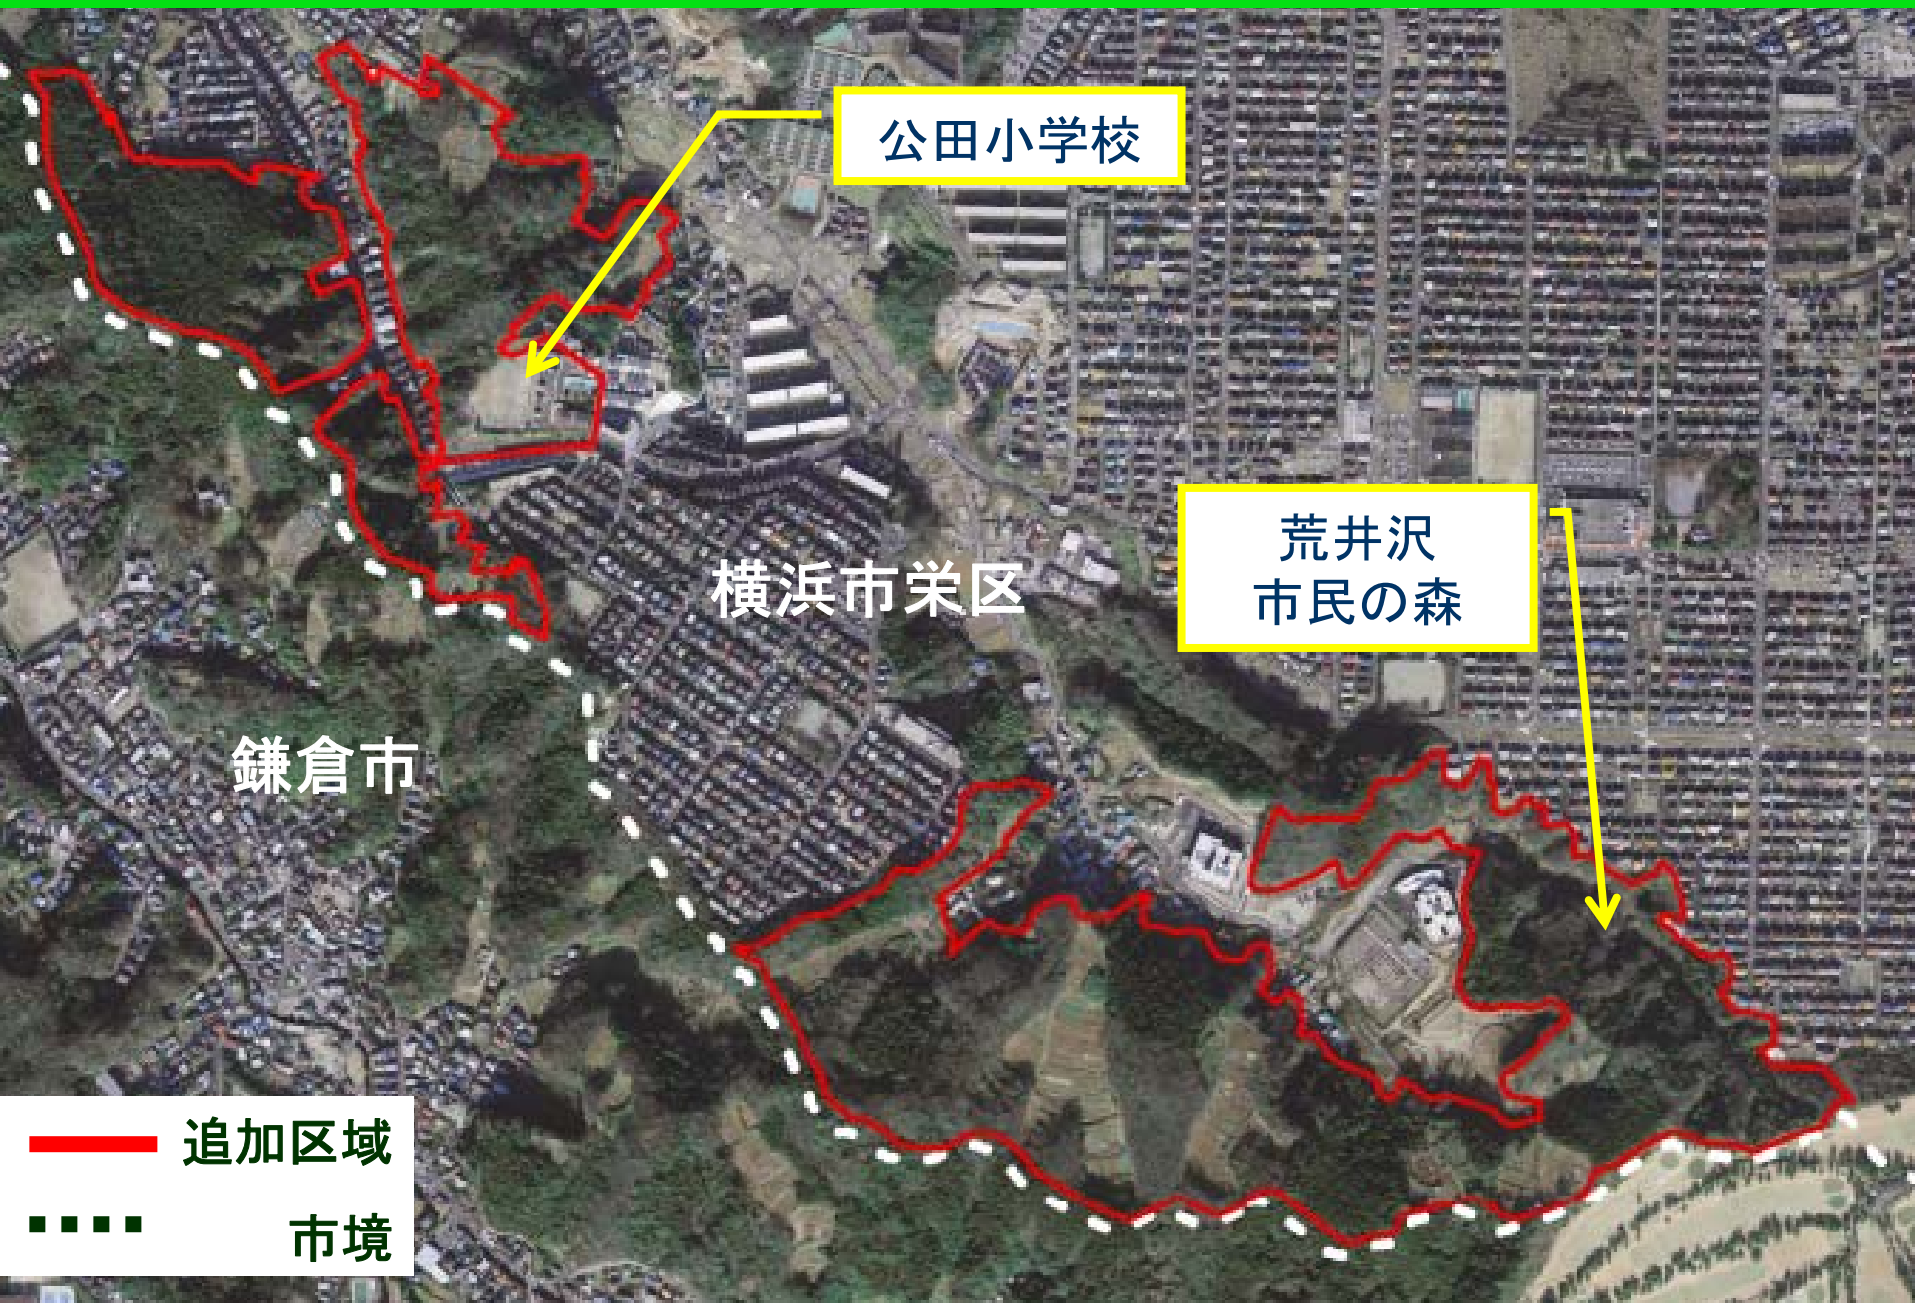 公田小学校
荒井沢
市民の森
横浜市栄区
鎌倉市
追加区域
市境